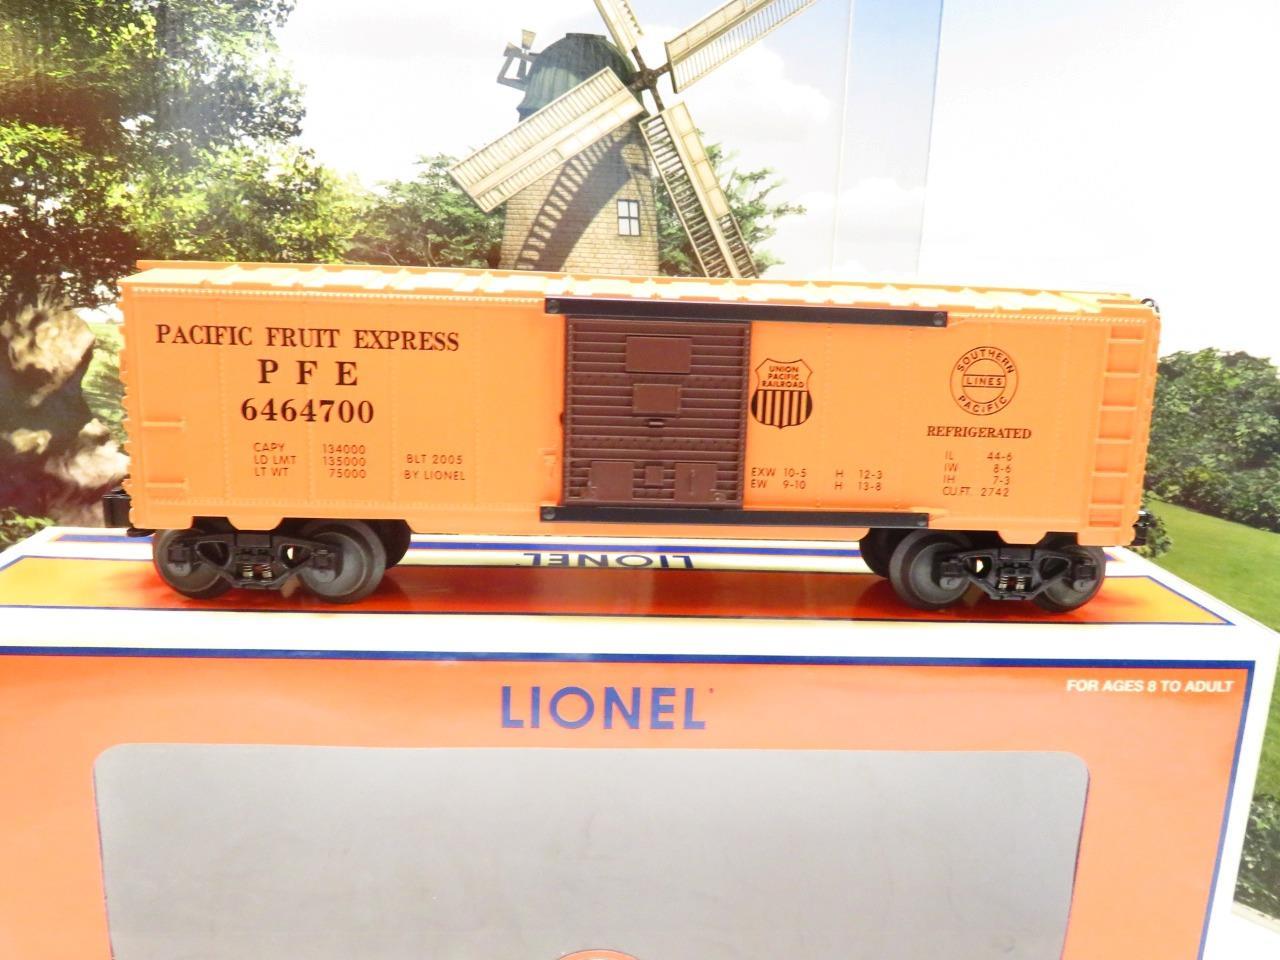 PACIFIC FRUIT EXPRESS
P F E
6464700
CAPY 134000
LD LMT 135000 BLT 2005
LT WT 75000 BY LIONEL
UNION
PACIFIC
RAILROAD
EXW 10-5 H 12-3
EW 9-10 H 13-8
SOUTHERN
LINES
PACIFIC
REFRIGERATED
IL 44-6
IW 8-6
IH 7-3
CU.FT. 2742
LIONEL
LIONEL
FOR AGES 8 TO ADULT